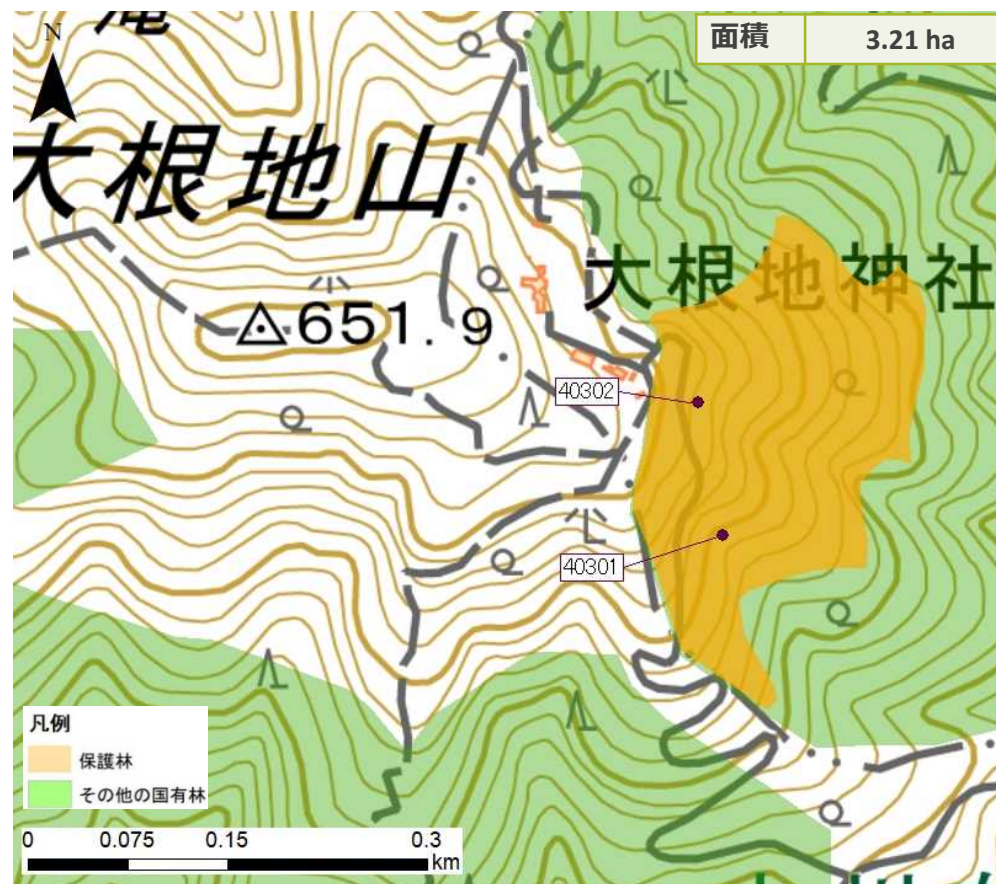 滝
N
面積 3.21 ha
大根地山
大根地神社
651.9
40302
40301
凡例
保護林
その他の国有林
0 0.075 0.15 0.3
km